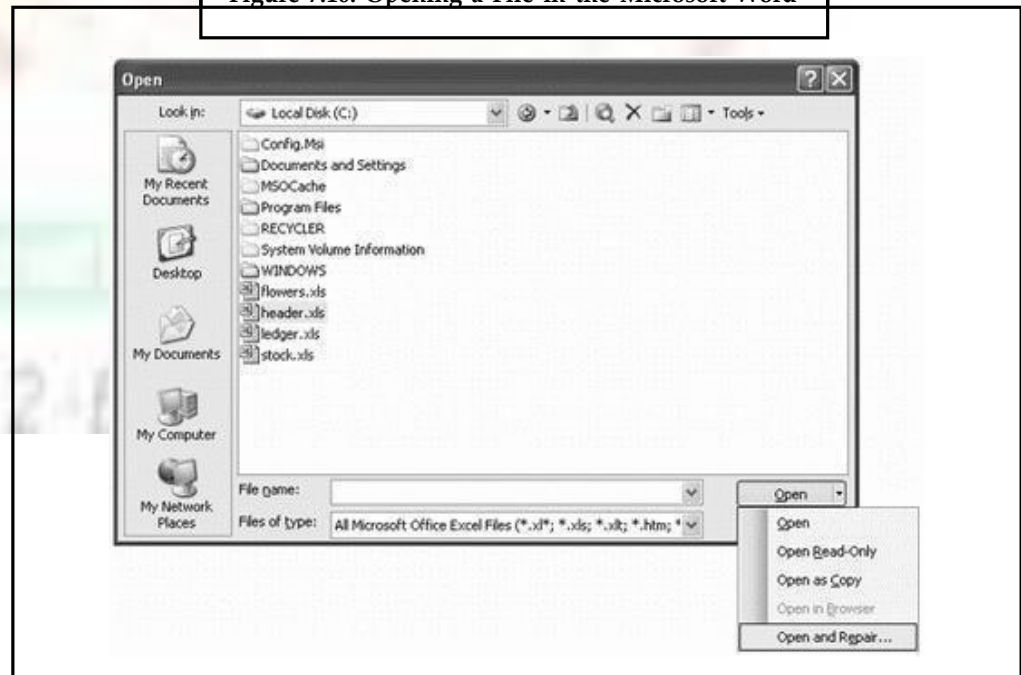 Figure 7.10: Opening a File in the Microsoft Word
Open
Look in:
Local Disk (C:)
Tools
Config.Msi
Documents and Settings
MSOCache
Program Files
RECYCLER
System Volume Information
WINDOWS
flowers.xls
header.xls
ledger.xls
stock.xls
My Recent
Documents
Desktop
My Documents
My Computer
My Network
Places
File name:
Open
Files of type:
All Microsoft Office Excel Files (*.xl*; *.xls; *.xlt; *.htm; *
Open
Open Read-Only
Open as Copy
Open in Browser
Open and Repair...